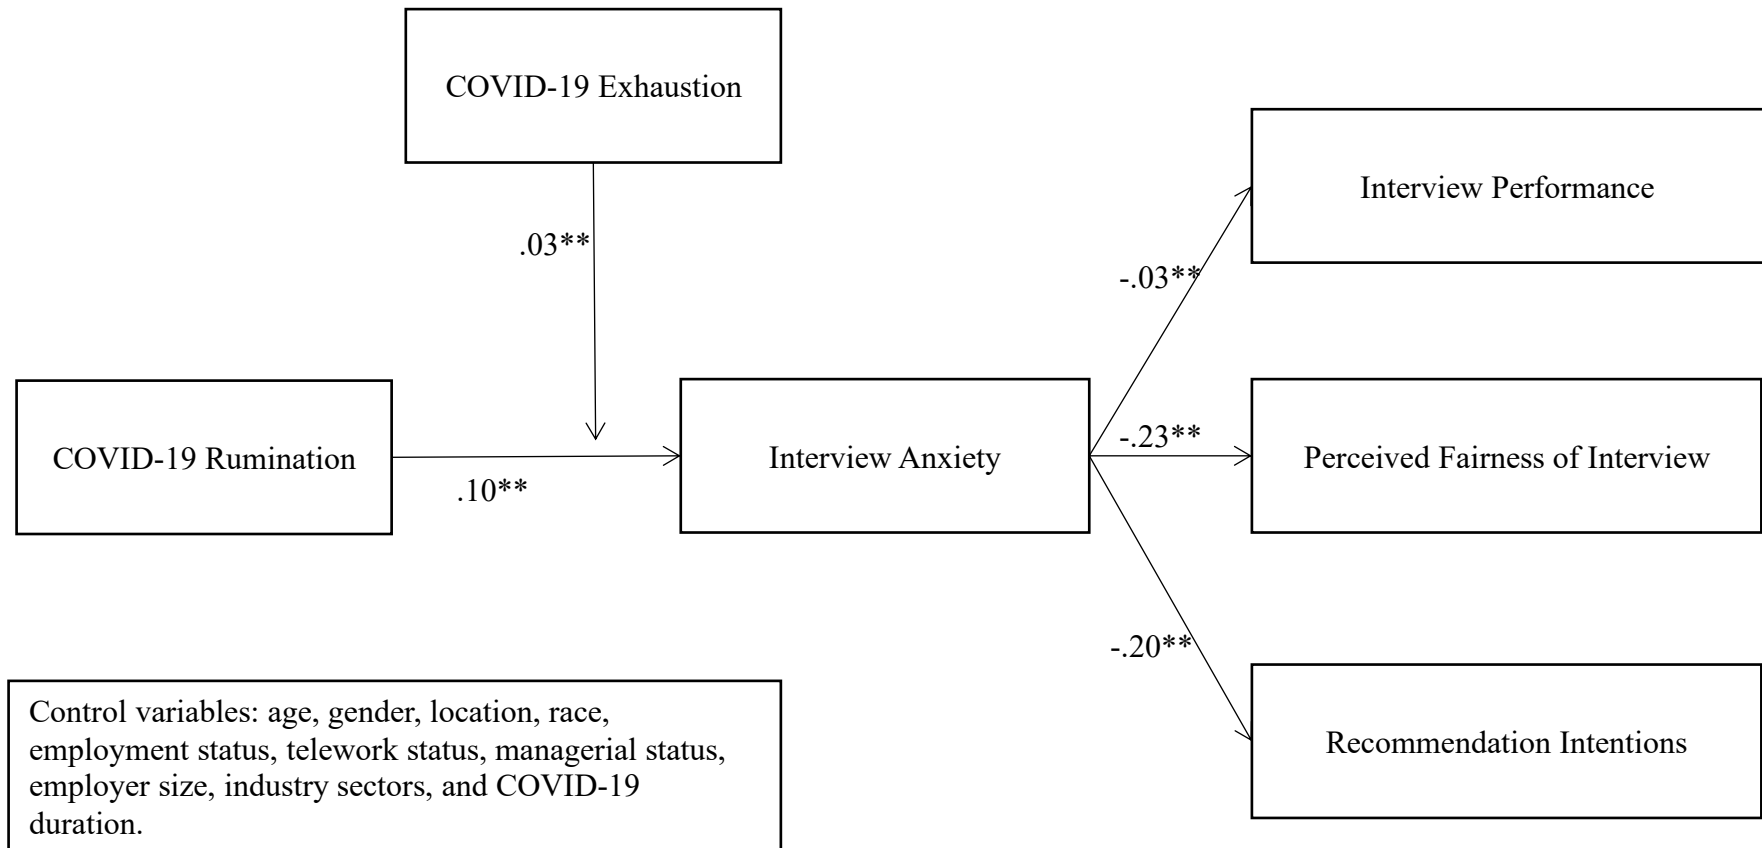 COVID-19 Exhaustion
Interview Performance
.03**
-.03**
COVID-19 Rumination
.10**
Interview Anxiety
-.23**
Perceived Fairness of Interview
-.20**
Recommendation Intentions
Control variables: age, gender, location, race,
employment status, telework status, managerial status,
employer size, industry sectors, and COVID-19
duration.